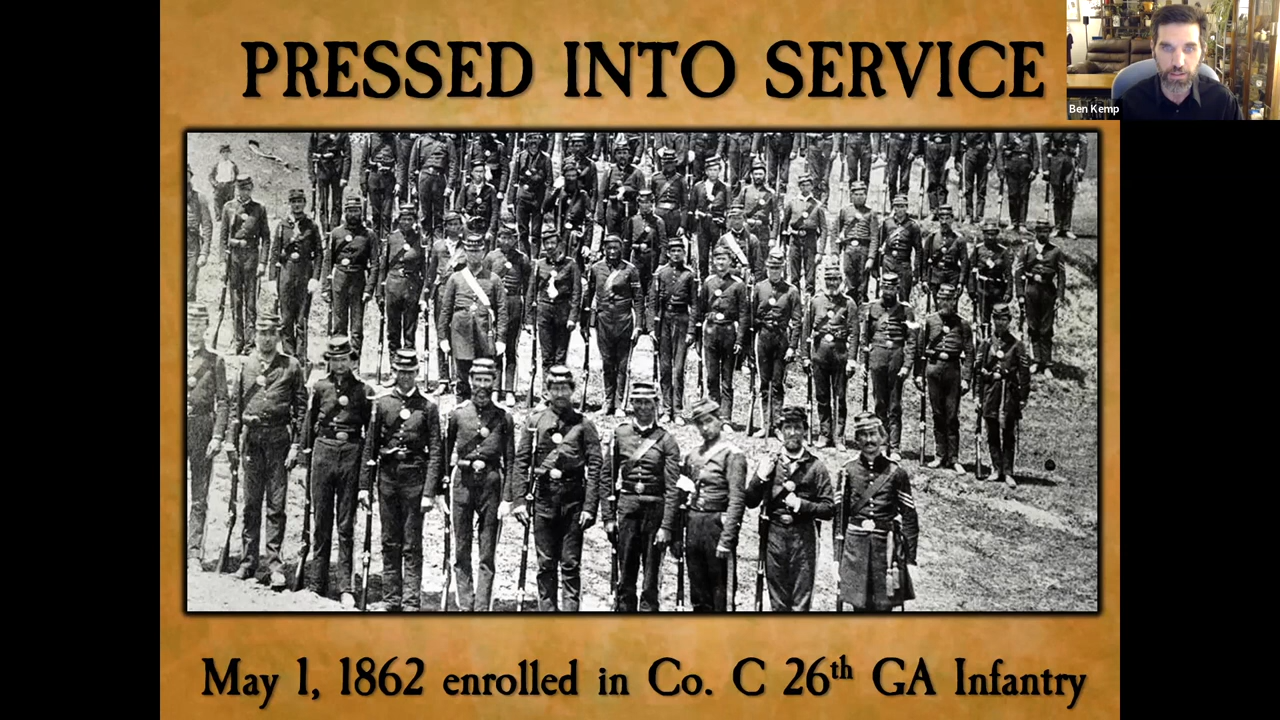 PRESSED INTO SERVICE
Ben Kemp
May 1, 1862 enrolled in Co. C 26th GA Infantry